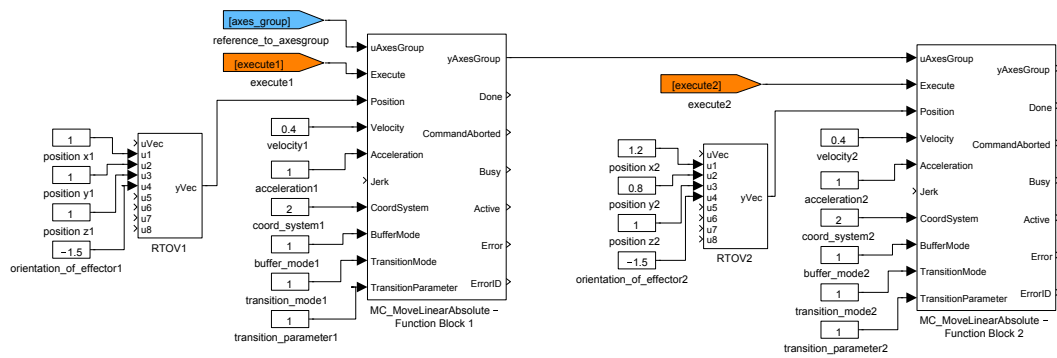 [axes_group]
reference_to_axesgroup
[execute1]
execute1
1
position x1
1
position y1
1
position z1
−1.5
orientation_of_effector1
uVec
u1
u2
u3
u4
u5
u6
u7
u8
yVec
RTOV1
0.4
velocity1
1
acceleration1
2
coord_system1
1
buffer_mode1
1
transition_mode1
1
transition_parameter1
uAxesGroup
Execute
Position
Velocity
Acceleration
Jerk
CoordSystem
BufferMode
TransitionMode
TransitionParameter
yAxesGroup
Done
CommandAborted
Busy
Active
Error
ErrorID
MC_MoveLinearAbsolute −
Function Block 1
[execute2]
execute2
1.2
position x2
0.8
position y2
1
position z2
−1.5
orientation_of_effector2
uVec
u1
u2
u3
u4
u5
u6
u7
u8
yVec
RTOV2
0.4
velocity2
1
acceleration2
2
coord_system2
1
buffer_mode2
1
transition_mode2
1
transition_parameter2
uAxesGroup
Execute
Position
Velocity
Acceleration
Jerk
CoordSystem
BufferMode
TransitionMode
TransitionParameter
yAxesGroup
Done
CommandAborted
Busy
Active
Error
ErrorID
MC_MoveLinearAbsolute −
Function Block 2